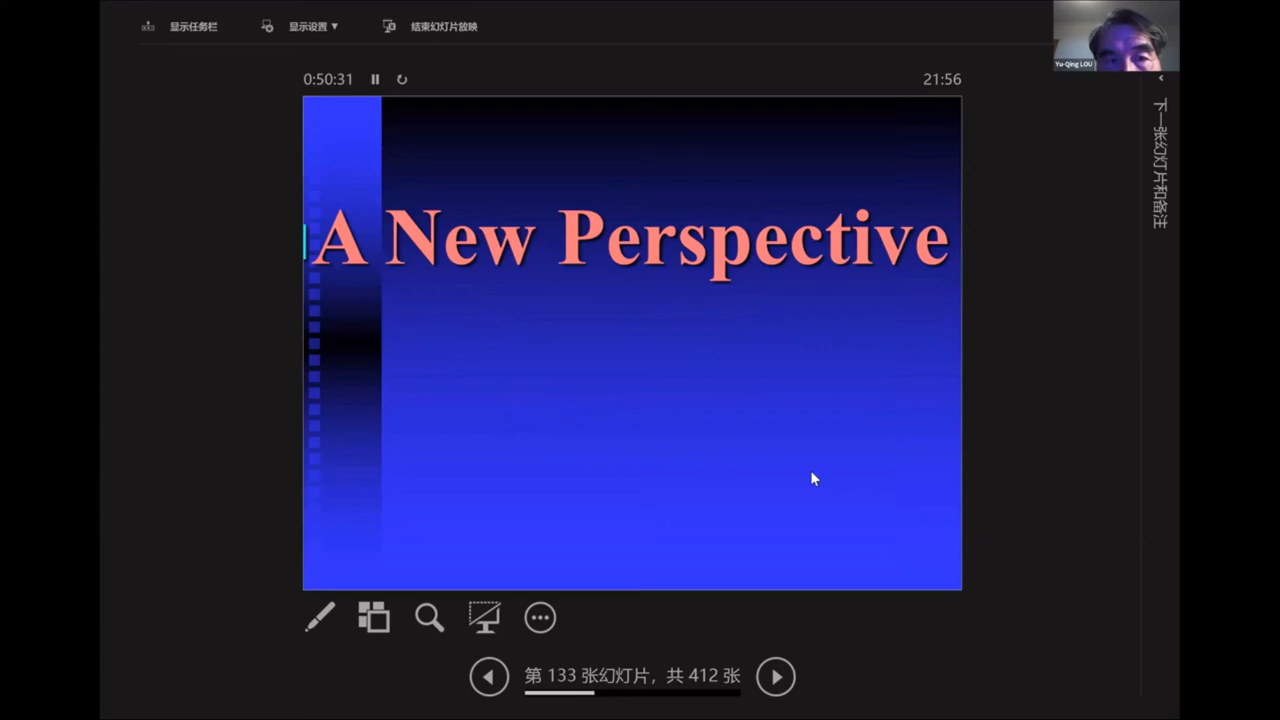 显示任务栏
显示设置 ▼
结束幻灯片放映
Yu-Qing LOU
0:50:31
21:56
下一张幻灯片和备注
A New Perspective
第 133 张幻灯片，共 412 张